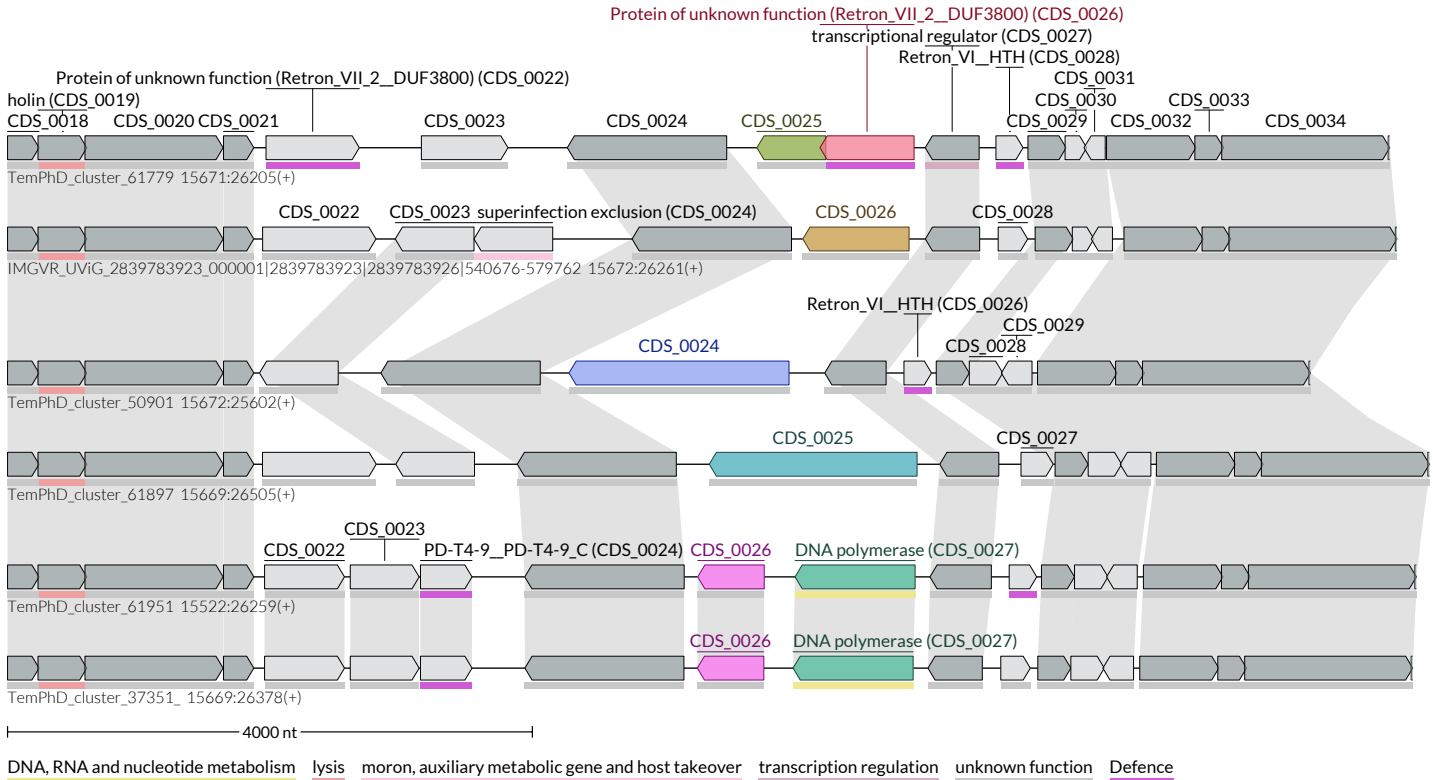 Protein of unknown function (Retron_VII_2__DUF3800) (CDS_0026)
transcriptional regulator (CDS_0027)
Retron_VI__HTH (CDS_0028)
Protein of unknown function (Retron_VII_2__DUF3800) (CDS_0022)
CDS_0031
holin (CDS_0019)
CDS_0030
CDS_0033
CDS_0018 CDS_0020 CDS_0021 CDS_0023 CDS_0024 CDS_0025 CDS_0029 CDS_0032 CDS_0034
TemPhD_cluster_61779 15671:26205(+)
CDS_0022 CDS_0023 superinfection exclusion (CDS_0024) CDS_0026 CDS_0028
IMGVR_UViG_2839783923_000001|2839783923|2839783926|540676-579762 15672:26261(+)
Retron_VI__HTH (CDS_0026)
CDS_0029
CDS_0024 CDS_0028
TemPhD_cluster_50901 15672:25602(+)
CDS_0025 CDS_0027
TemPhD_cluster_61897 15669:26505(+)
CDS_0023
CDS_0022 PD-T4-9__PD-T4-9_C (CDS_0024) CDS_0026 DNA polymerase (CDS_0027)
TemPhD_cluster_61951 15522:26259(+)
CDS_0026 DNA polymerase (CDS_0027)
TemPhD_cluster_37351_ 15669:26378(+)
4000 nt
DNA, RNA and nucleotide metabolism lysis moron, auxiliary metabolic gene and host takeover transcription regulation unknown function Defence